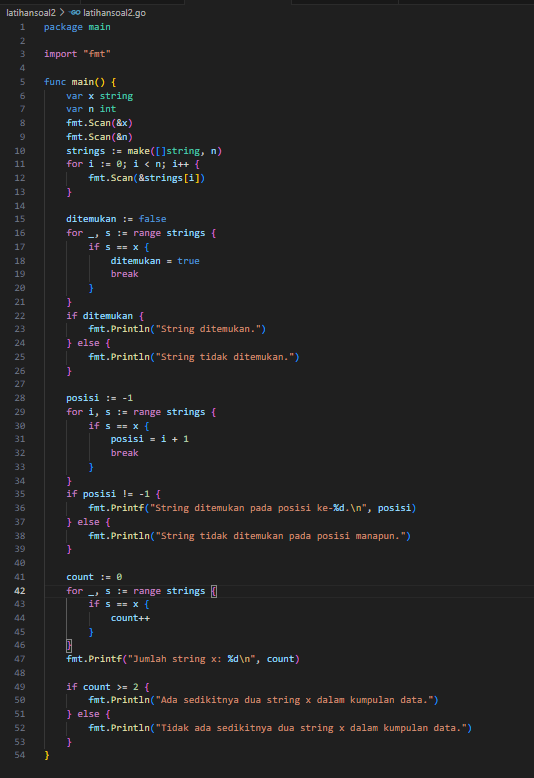 latihansoal2 > latihansoal2.go
1 package main
2
3 import "fmt"
4
5 func main() {
6     var x string
7     var n int
8     fmt.Scan(&x)
9     fmt.Scan(&n)
10     strings := make([]string, n)
11     for i := 0; i < n; i++ {
12         fmt.Scan(&strings[i])
13     }
14
15     ditemukan := false
16     for _, s := range strings {
17         if s == x {
18             ditemukan = true
19             break
20         }
21     }
22     if ditemukan {
23         fmt.Println("String ditemukan.")
24     } else {
25         fmt.Println("String tidak ditemukan.")
26     }
27
28     posisi := -1
29     for i, s := range strings {
30         if s == x {
31             posisi = i + 1
32             break
33         }
34     }
35     if posisi != -1 {
36         fmt.Printf("String ditemukan pada posisi ke-%d.\n", posisi)
37     } else {
38         fmt.Println("String tidak ditemukan pada posisi manapun.")
39     }
40
41     count := 0
42     for _, s := range strings {
43         if s == x {
44             count++
45         }
46     }
47     fmt.Printf("Jumlah string x: %d\n", count)
48
49     if count >= 2 {
50         fmt.Println("Ada sedikitnya dua string x dalam kumpulan data.")
51     } else {
52         fmt.Println("Tidak ada sedikitnya dua string x dalam kumpulan data.")
53     }
54 }